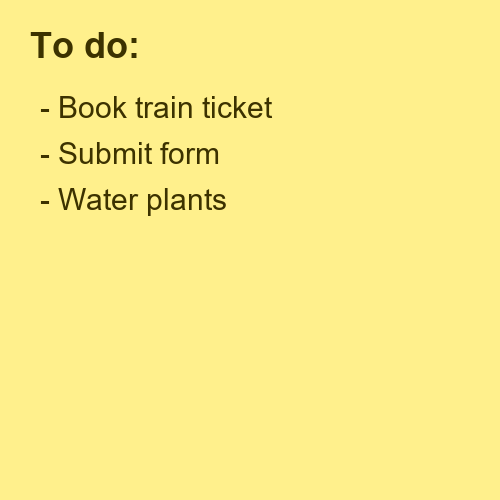 To do:
- Book train ticket
- Submit form
- Water plants